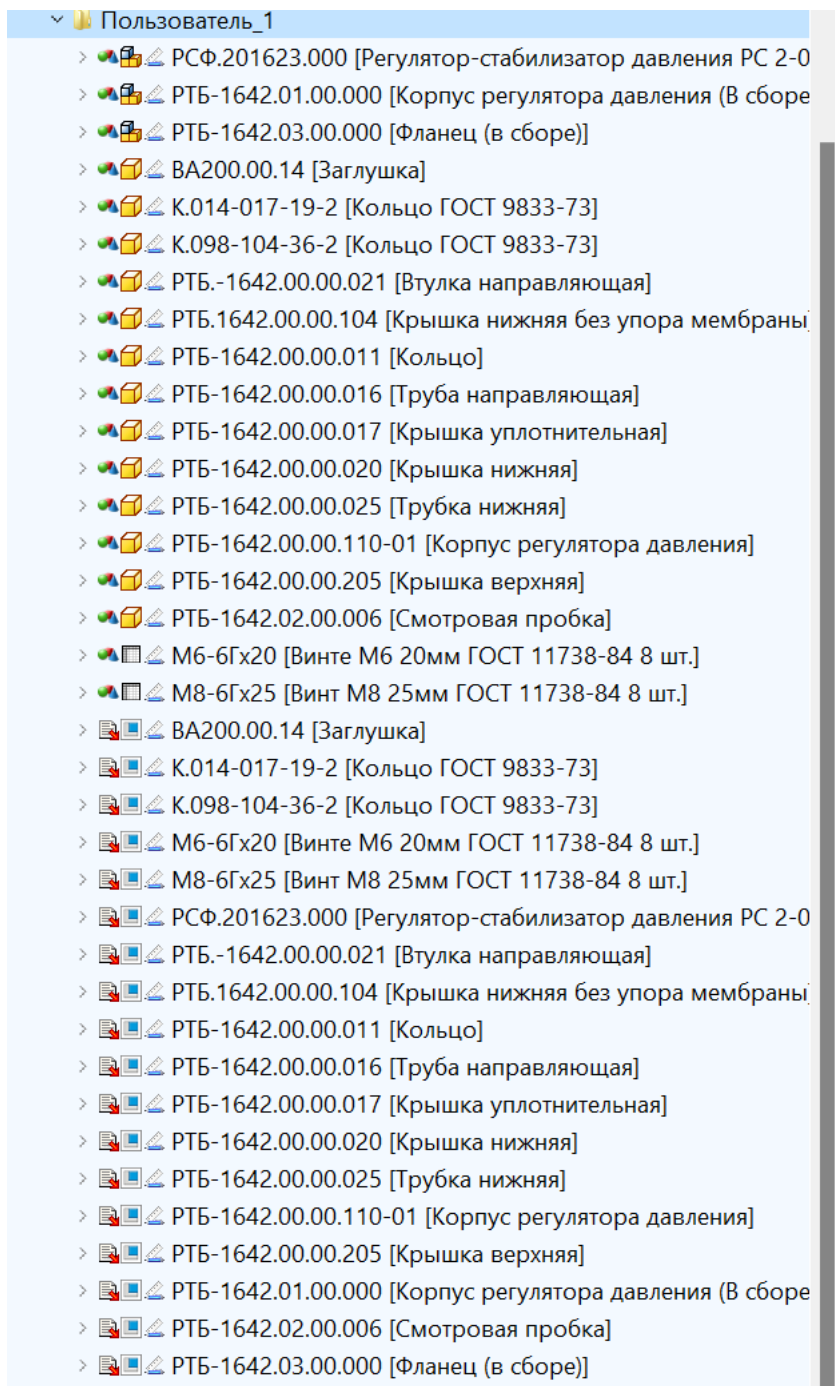 Пользователь_1
РСФ.201623.000 [Регулятор-стабилизатор давления РС 2-0
РТБ-1642.01.00.000 [Корпус регулятора давления (В сборе
РТБ-1642.03.00.000 [Фланец (в сборе)]
ВА200.00.14 [Заглушка]
К.014-017-19-2 [Кольцо ГОСТ 9833-73]
К.098-104-36-2 [Кольцо ГОСТ 9833-73]
РТБ.-1642.00.00.021 [Втулка направляющая]
РТБ.1642.00.00.104 [Крышка нижняя без упора мембраны]
РТБ-1642.00.00.011 [Кольцо]
РТБ-1642.00.00.016 [Труба направляющая]
РТБ-1642.00.00.017 [Крышка уплотнительная]
РТБ-1642.00.00.020 [Крышка нижняя]
РТБ-1642.00.00.025 [Трубка нижняя]
РТБ-1642.00.00.110-01 [Корпус регулятора давления]
РТБ-1642.00.00.205 [Крышка верхняя]
РТБ-1642.02.00.006 [Смотровая пробка]
М6-6Гх20 [Винте М6 20мм ГОСТ 11738-84 8 шт.]
М8-6Гх25 [Винт М8 25мм ГОСТ 11738-84 8 шт.]
ВА200.00.14 [Заглушка]
К.014-017-19-2 [Кольцо ГОСТ 9833-73]
К.098-104-36-2 [Кольцо ГОСТ 9833-73]
М6-6Гх20 [Винте М6 20мм ГОСТ 11738-84 8 шт.]
М8-6Гх25 [Винт М8 25мм ГОСТ 11738-84 8 шт.]
РСФ.201623.000 [Регулятор-стабилизатор давления РС 2-0
РТБ.-1642.00.00.021 [Втулка направляющая]
РТБ.1642.00.00.104 [Крышка нижняя без упора мембраны]
РТБ-1642.00.00.011 [Кольцо]
РТБ-1642.00.00.016 [Труба направляющая]
РТБ-1642.00.00.017 [Крышка уплотнительная]
РТБ-1642.00.00.020 [Крышка нижняя]
РТБ-1642.00.00.025 [Трубка нижняя]
РТБ-1642.00.00.110-01 [Корпус регулятора давления]
РТБ-1642.00.00.205 [Крышка верхняя]
РТБ-1642.01.00.000 [Корпус регулятора давления (В сборе
РТБ-1642.02.00.006 [Смотровая пробка]
РТБ-1642.03.00.000 [Фланец (в сборе)]